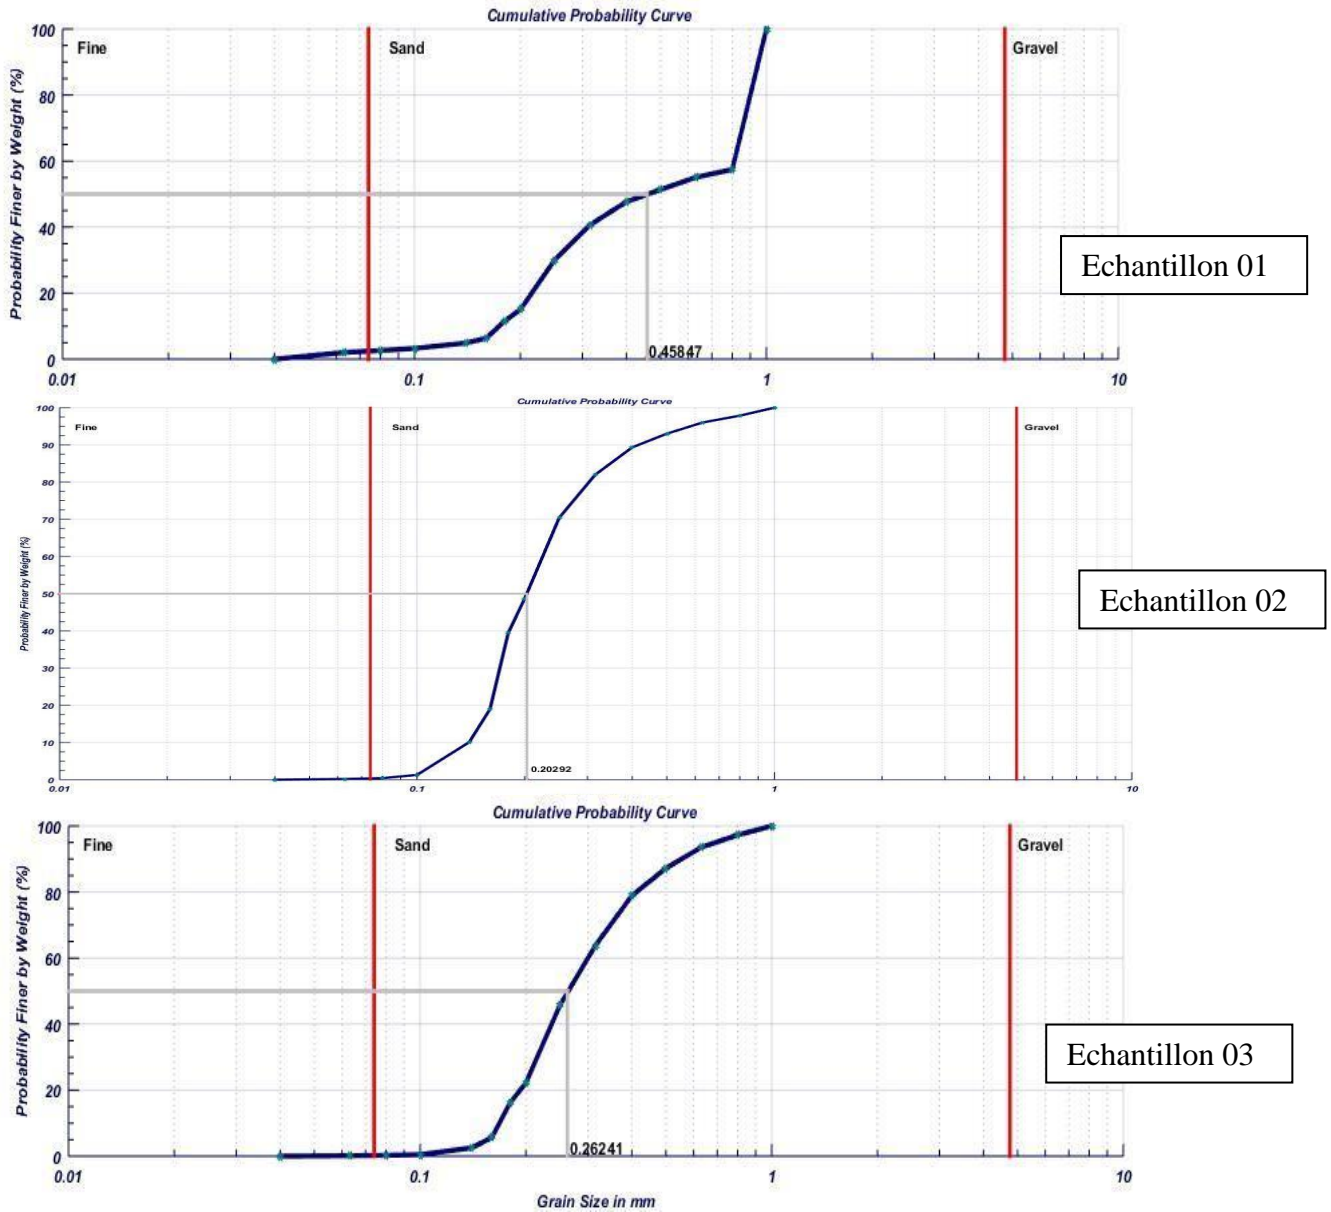 Cumulative Probability Curve
Fine Sand Gravel
Probability Finer by Weight (%)
100
80
60
40
20
0
0.45847
0.01 0.1 1 10
Echantillon 01
Cumulative Probability Curve
Fine Sand Gravel
Probability Finer by Weight (%)
100
90
80
70
60
50
40
30
20
10
0
0.20292
0.01 0.1 1 10
Echantillon 02
Cumulative Probability Curve
Fine Sand Gravel
Probability Finer by Weight (%)
100
80
60
40
20
0
0.26241
0.01 0.1 1 10
Grain Size in mm
Echantillon 03